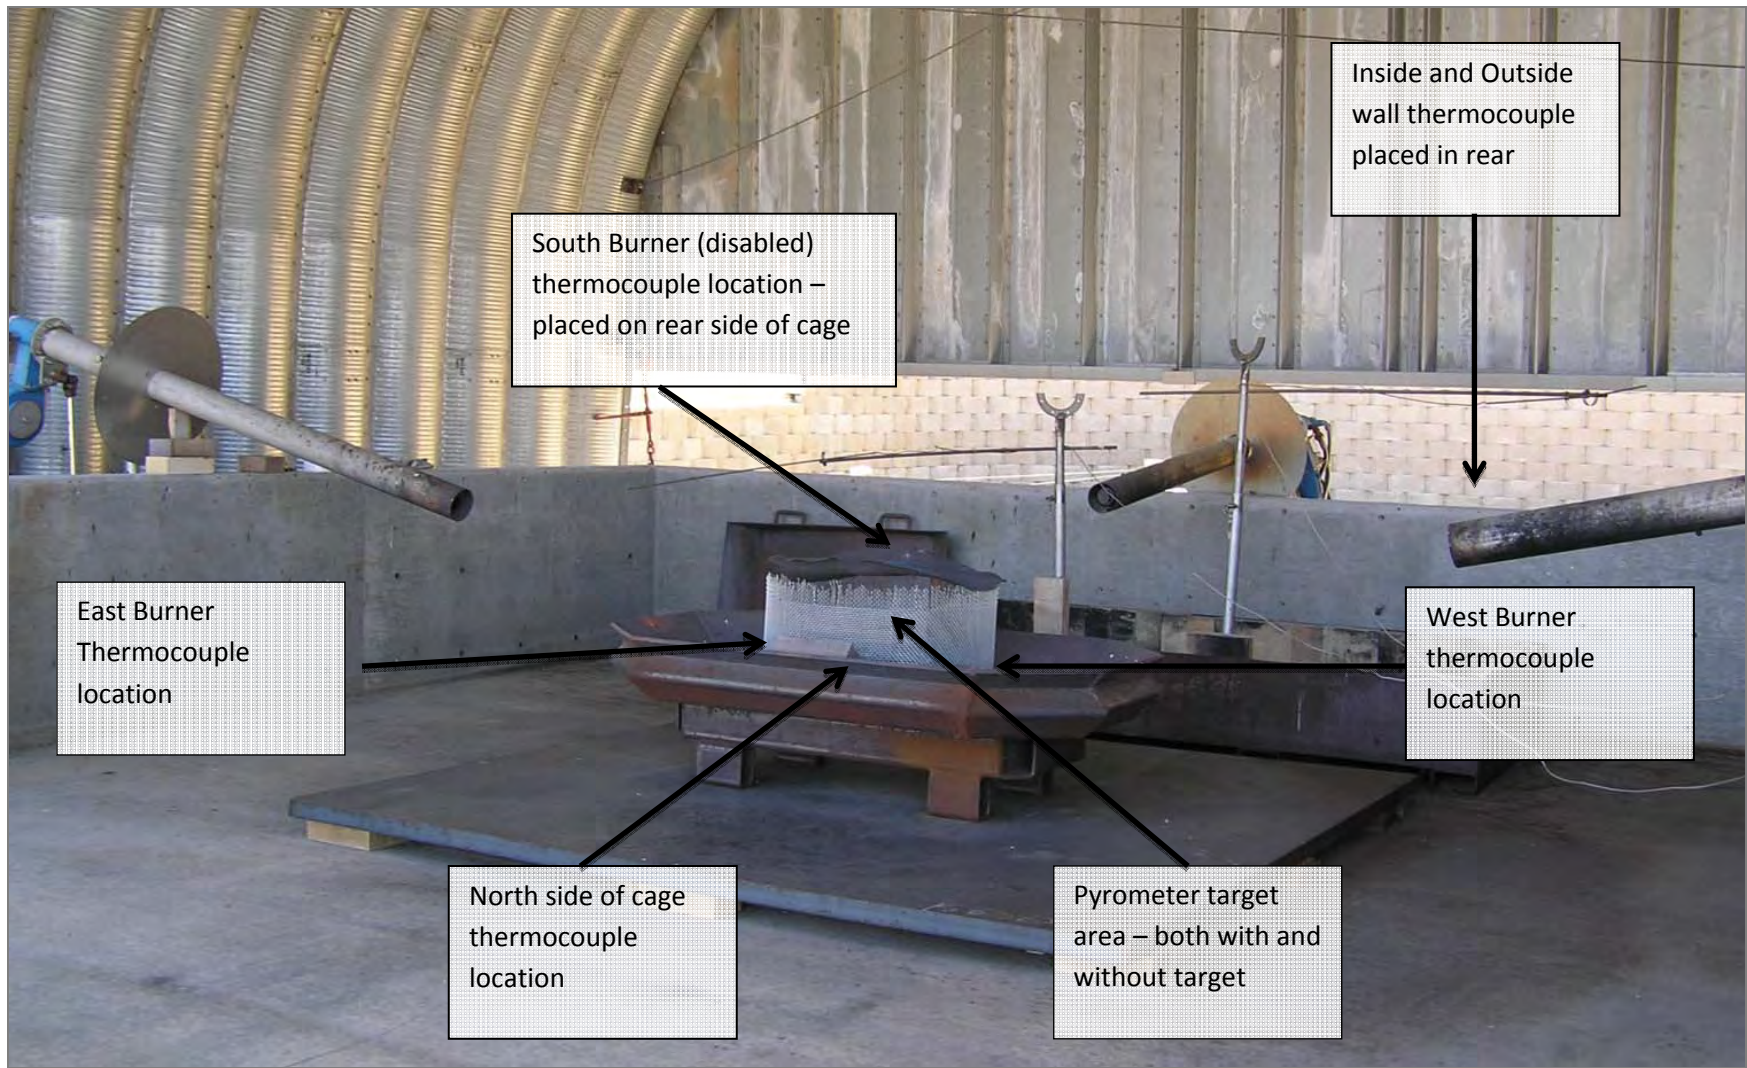 Inside and Outside
wall thermocouple
placed in rear
South Burner (disabled)
thermocouple location –
placed on rear side of cage
East Burner
Thermocouple
location
West Burner
thermocouple
location
North side of cage
thermocouple
location
Pyrometer target
area – both with and
without target